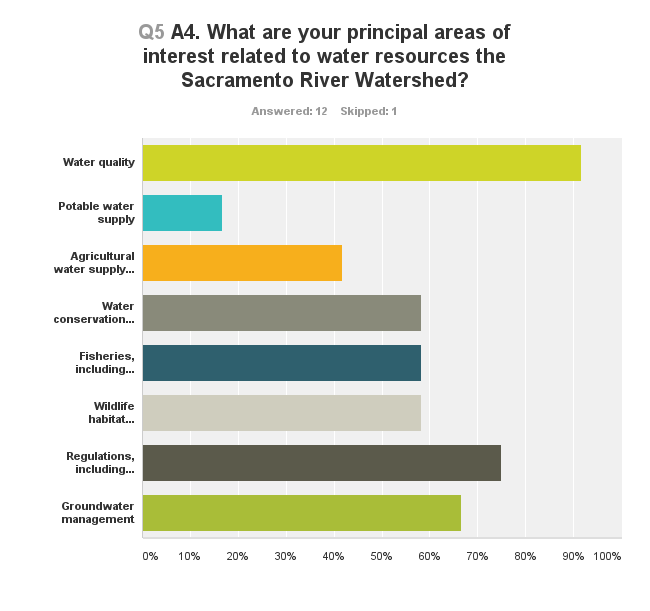 Q5 A4. What are your principal areas of
interest related to water resources the
Sacramento River Watershed?
Answered: 12 Skipped: 1
Water quality
Potable water
supply
Agricultural
water supply...
Water
conservation...
Fisheries,
including...
Wildlife
habitat...
Regulations,
including...
Groundwater
management
0% 10% 20% 30% 40% 50% 60% 70% 80% 90% 100%